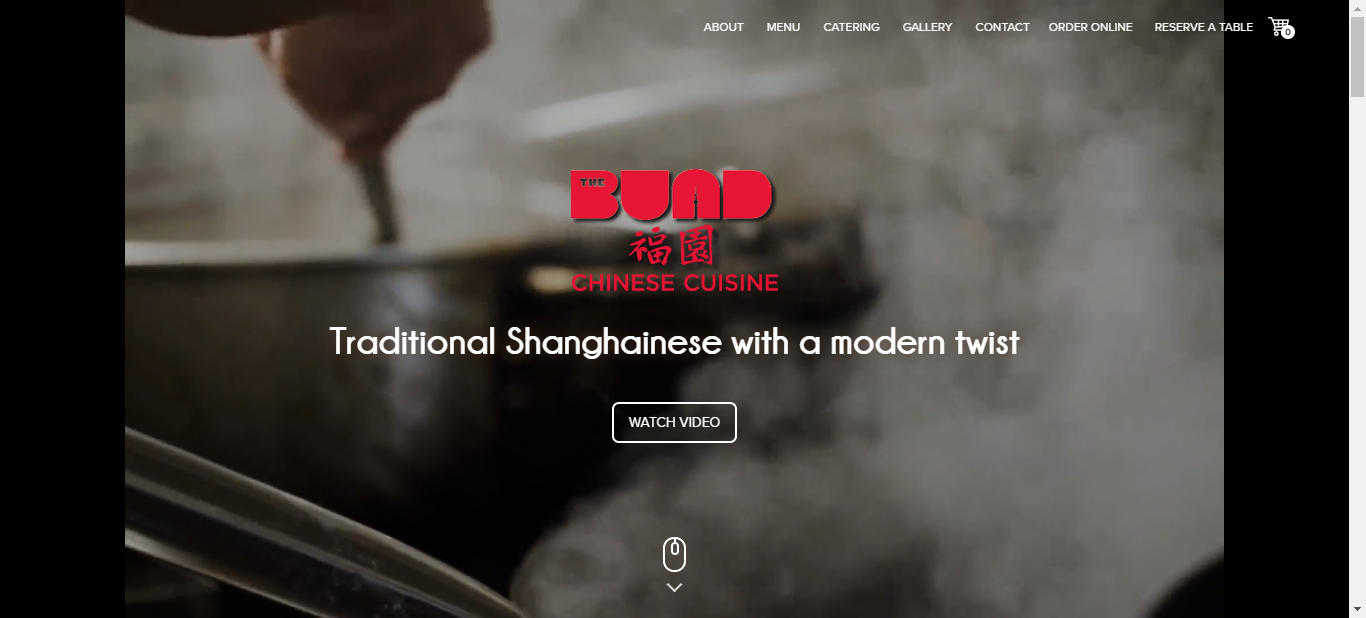 ABOUT MENU CATERING GALLERY CONTACT ORDER ONLINE RESERVE A TABLE 0
THE BUND
福園
CHINESE CUISINE
Traditional Shanghainese with a modern twist
WATCH VIDEO